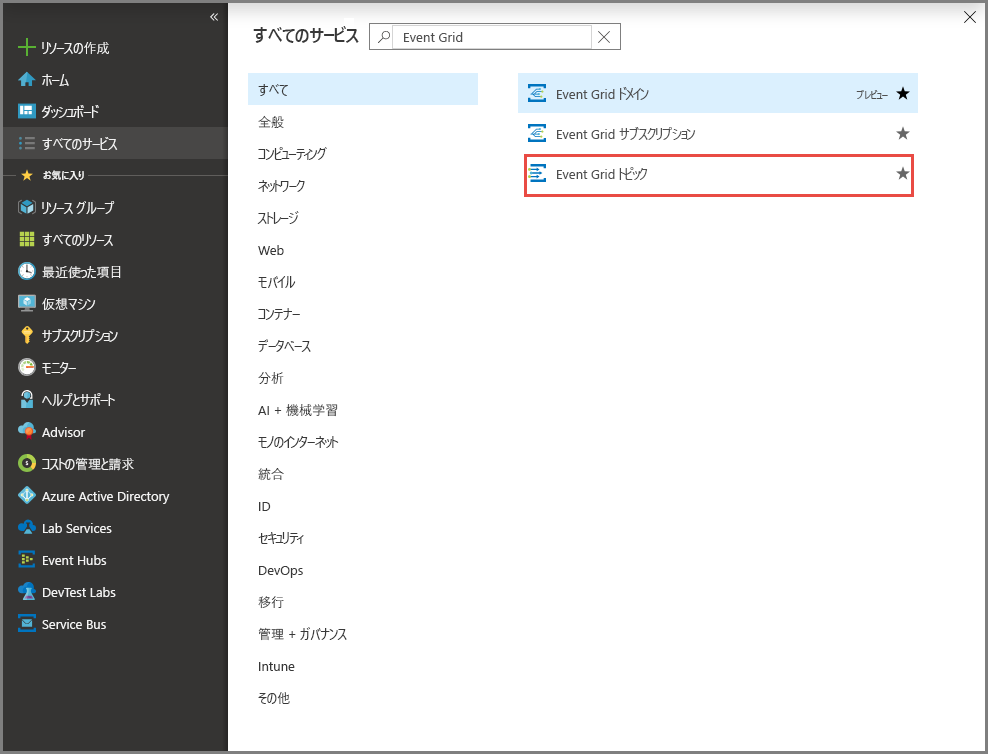 «
リソースの作成
ホーム
ダッシュボード
すべてのサービス
お気に入り
リソース グループ
すべてのリソース
最近使った項目
仮想マシン
サブスクリプション
モニター
ヘルプとサポート
Advisor
コストの管理と請求
Azure Active Directory
Lab Services
Event Hubs
DevTest Labs
Service Bus
すべてのサービス
Event Grid
すべて
全般
コンピューティング
ネットワーク
ストレージ
Web
モバイル
コンテナー
データベース
分析
AI + 機械学習
モノのインターネット
統合
ID
セキュリティ
DevOps
移行
管理 + ガバナンス
Intune
その他
Event Grid ドメイン プレビュー
Event Grid サブスクリプション
Event Grid トピック